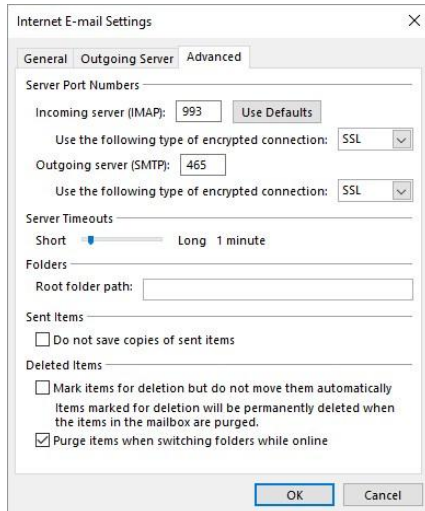 Internet E-mail Settings
General Outgoing Server Advanced
Server Port Numbers
Incoming server (IMAP): 993 Use Defaults
Use the following type of encrypted connection: SSL
Outgoing server (SMTP): 465
Use the following type of encrypted connection: SSL
Server Timeouts
Short Long 1 minute
Folders
Root folder path:
Sent Items
Do not save copies of sent items
Deleted Items
Mark items for deletion but do not move them automatically
Items marked for deletion will be permanently deleted when
the items in the mailbox are purged.
Purge items when switching folders while online
OK Cancel